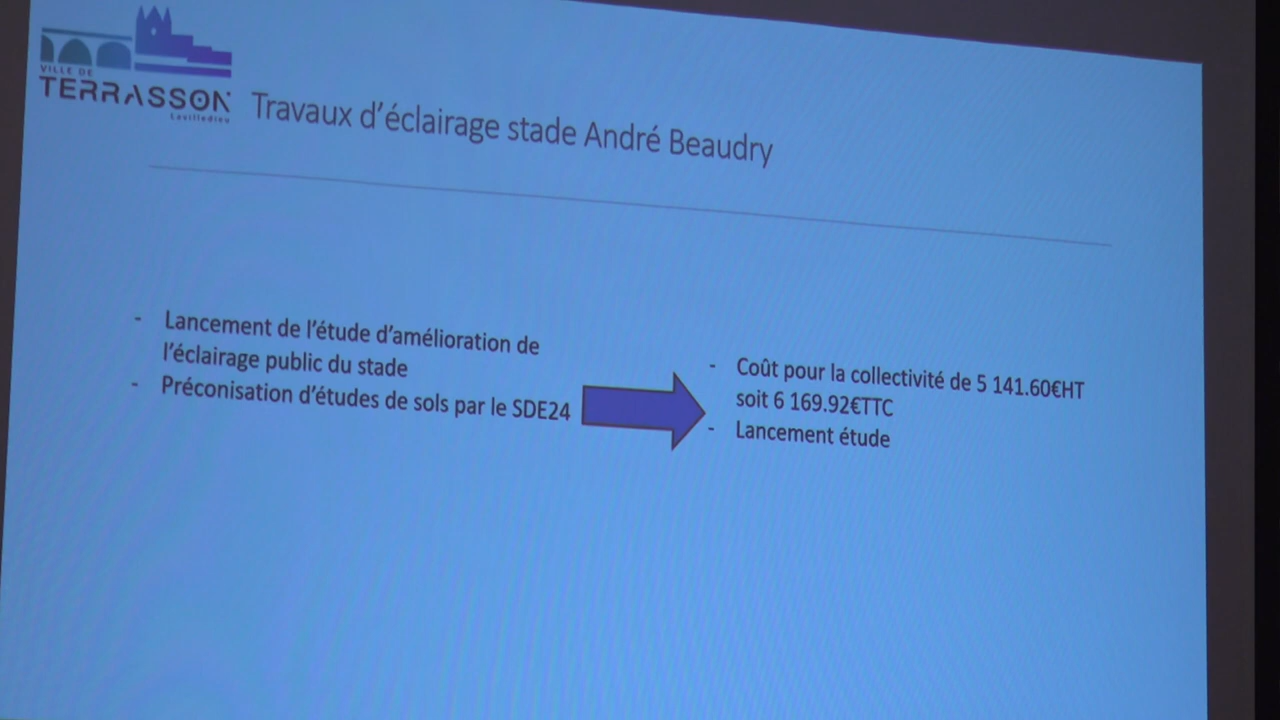 VILLE DE
TERRASSON
Lavilledieu
Travaux d'éclairage stade André Beaudry
- Lancement de l'étude d'amélioration de
l'éclairage public du stade
- Préconisation d'études de sols par le SDE24
- Coût pour la collectivité de 5 141.60€HT
soit 6 169.92€TTC
- Lancement étude